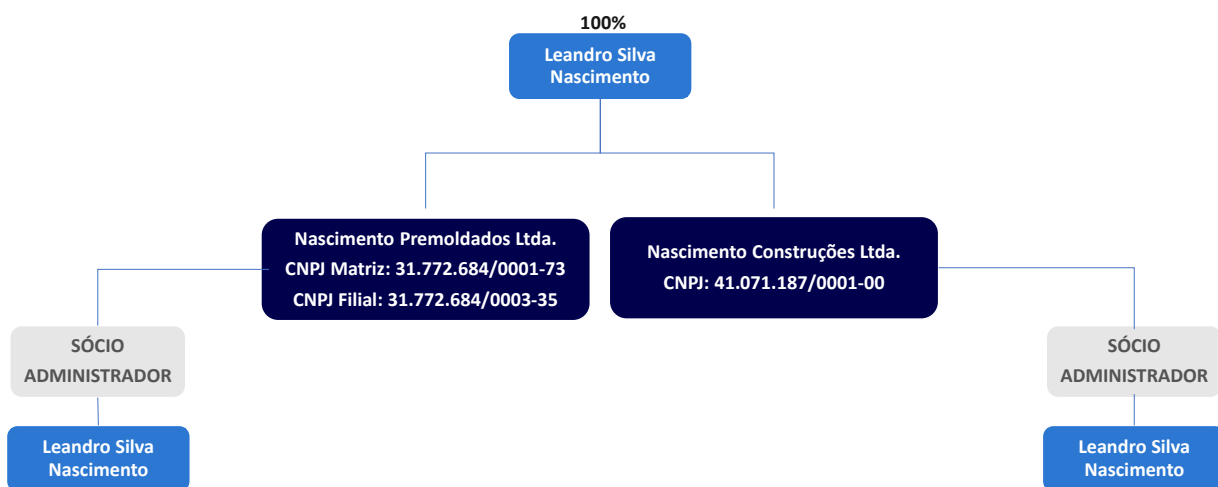 100%
Leandro Silva
Nascimento
Nascimento Premoldados Ltda.
CNPJ Matriz: 31.772.684/0001-73
CNPJ Filial: 31.772.684/0003-35
Nascimento Construções Ltda.
CNPJ: 41.071.187/0001-00
SÓCIO
ADMINISTRADOR
SÓCIO
ADMINISTRADOR
Leandro Silva
Nascimento
Leandro Silva
Nascimento